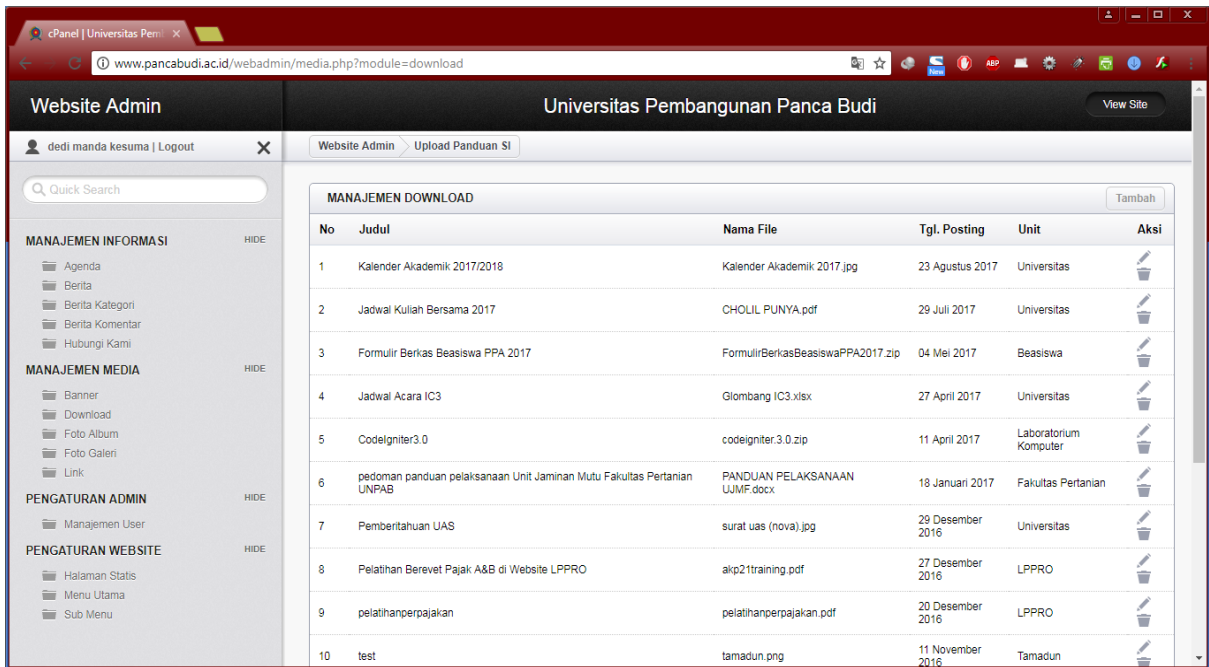 cPanel | Universitas Pem
www.pancabudi.ac.id/webadmin/media.php?module=download
New
ABP
Website Admin
Universitas Pembangunan Panca Budi
View Site
dedi manda kesuma | Logout
Website Admin
Upload Panduan SI
Quick Search
MANAJEMEN INFORMASI HIDE
Agenda
Berita
Berita Kategori
Berita Komentar
Hubungi Kami
MANAJEMEN MEDIA HIDE
Banner
Download
Foto Album
Foto Galeri
Link
PENGATURAN ADMIN HIDE
Manajemen User
PENGATURAN WEBSITE HIDE
Halaman Statis
Menu Utama
Sub Menu
MANAJEMEN DOWNLOAD Tambah
No Judul Nama File Tgl. Posting Unit Aksi
1 Kalender Akademik 2017/2018 Kalender Akademik 2017.jpg 23 Agustus 2017 Universitas
2 Jadwal Kuliah Bersama 2017 CHOLIL PUNYA.pdf 29 Juli 2017 Universitas
3 Formulir Berkas Beasiswa PPA 2017 FormulirBerkasBeasiswaPPA2017.zip 04 Mei 2017 Beasiswa
4 Jadwal Acara IC3 Glombang IC3.xlsx 27 April 2017 Universitas
5 CodeIgniter3.0 codeigniter.3.0.zip 11 April 2017 Laboratorium
Komputer
6 pedoman panduan pelaksanaan Unit Jaminan Mutu Fakultas Pertanian PANDUAN PELAKSANAAN 18 Januari 2017 Fakultas Pertanian
UNPAB UJMF.docx
7 Pemberitahuan UAS surat uas (nova).jpg 29 Desember Universitas
2016
8 Pelatihan Berevet Pajak A&B di Website LPPRO akp21training.pdf 27 Desember LPPRO
2016
9 pelatihanperpajakan pelatihanperpajakan.pdf 20 Desember LPPRO
2016
10 test tamadun.png 11 November Tamadun
2016